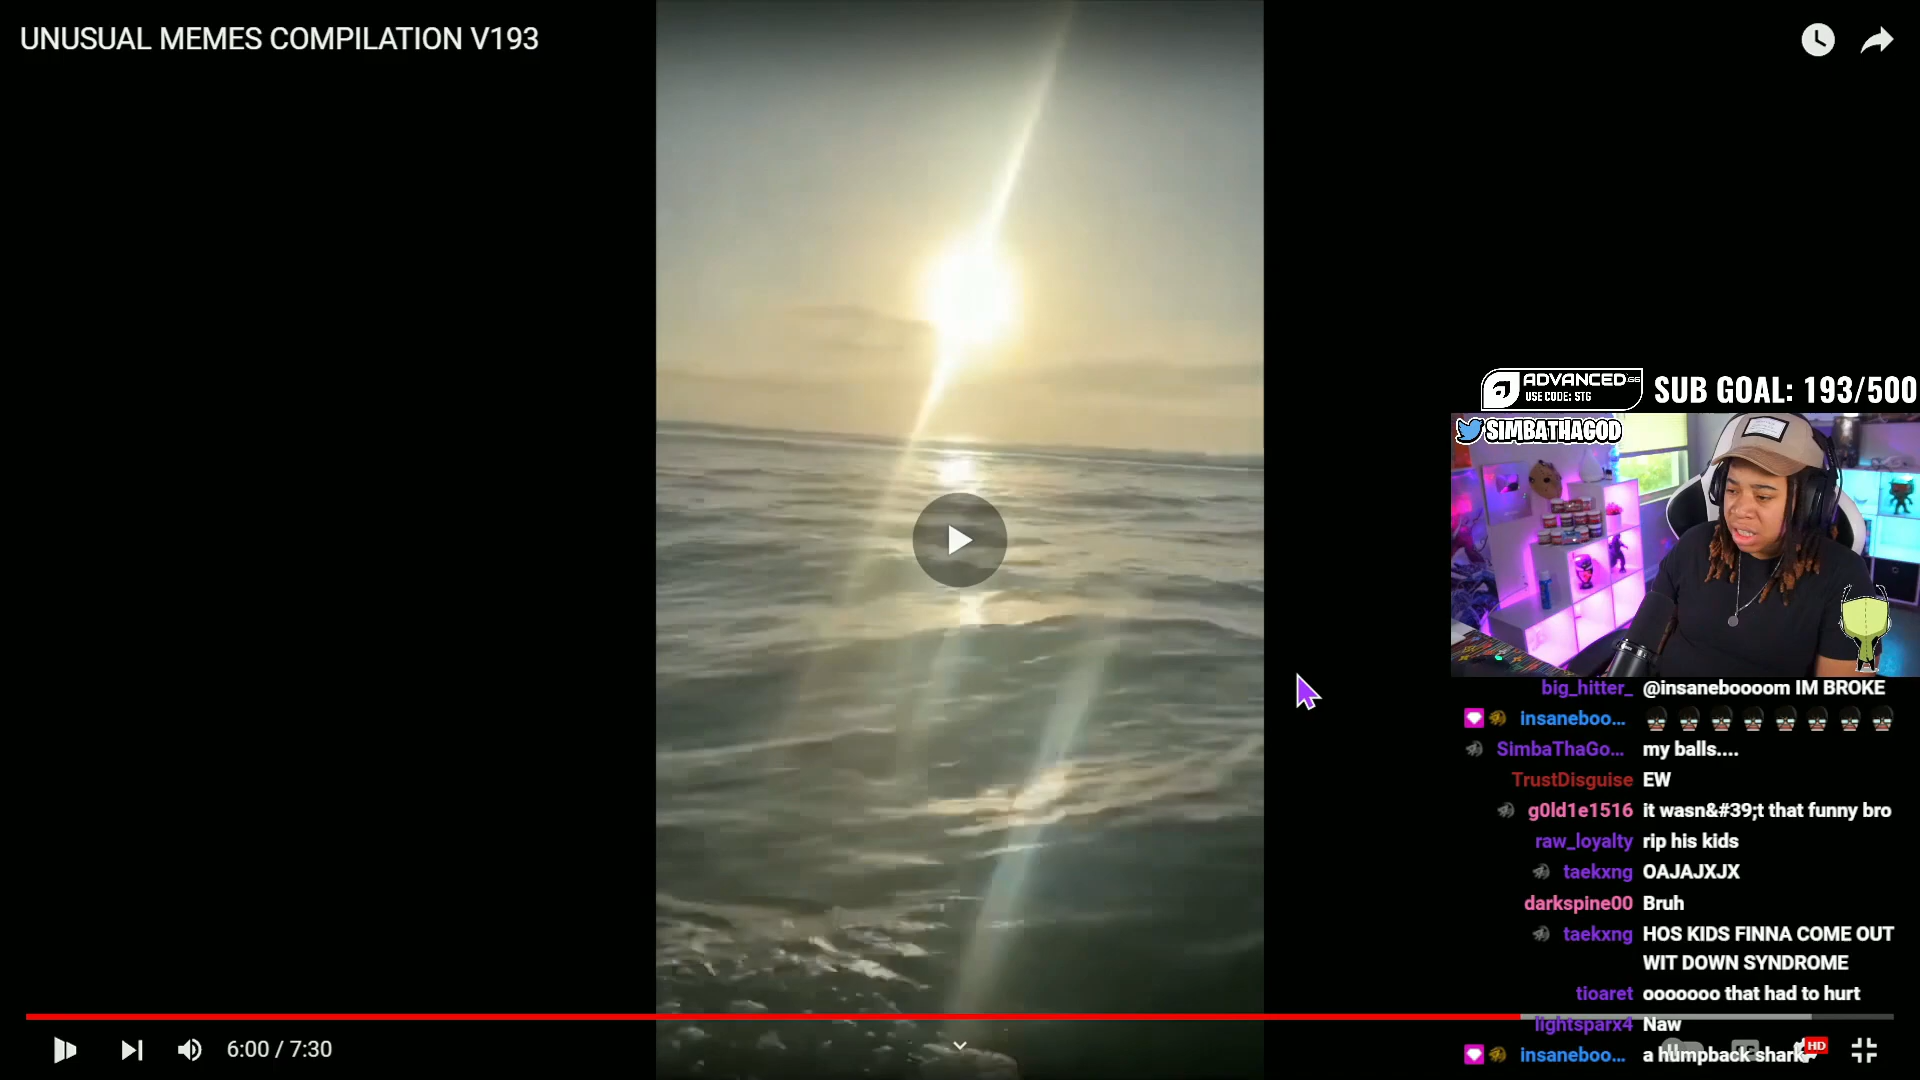 UNUSUAL MEMES COMPILATION V193
ADVANCED.GG
USE CODE: STG
SUB GOAL: 193/500
SIMBATHAGOD
big_hitter_ @insaneboooom IM BROKE
insaneboo...
SimbaThaGo... my balls....
TrustDisguise EW
g0ld1e1516 it wasn&#39;t that funny bro
raw_loyalty rip his kids
taekxng OAJAJXJX
darkspine00 Bruh
taekxng HOS KIDS FINNA COME OUT
WIT DOWN SYNDROME
tioaret ooooooo that had to hurt
lightsparx4 Naw
insaneboo... a humpback shark
HD
6:00 / 7:30